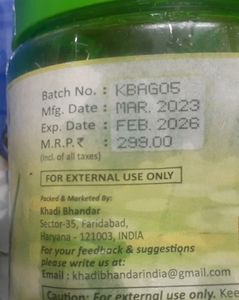 Batch No. : KBAG05
Mfg. Date : MAR. 2023
Exp. Date : FEB. 2026
M.R.P.₹ : 299.00
(Incl. of all taxes)
FOR EXTERNAL USE ONLY
Packed & Marketed By:
Khadi Bhandar
Sector-35, Faridabad,
Haryana - 121003, INDIA
For your feedback & suggestions
please write us at:
Email : khadibhandarindia@gmail.com
Caution: For external use only. Keep